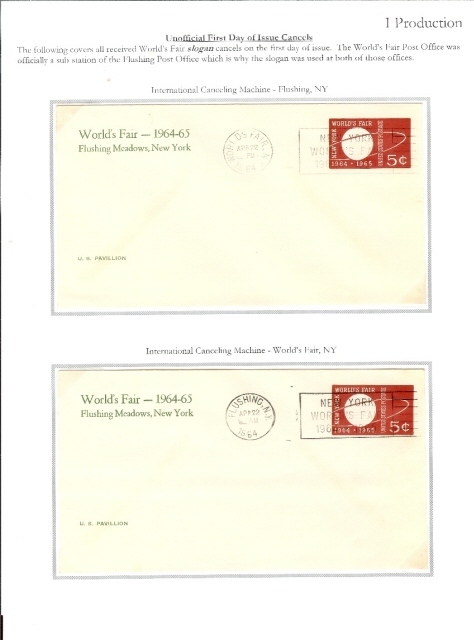 1 Production
Unofficial First Day of Issue Cancels
The following covers all received World's Fair slogan cancels on the first day of issue. The World's Fair Post Office was
officially a sub station of the Flushing Post Office which is why the slogan was used at both of those offices.
International Canceling Machine - Flushing, NY
World's Fair — 1964-65
Flushing Meadows, New York
WORLD'S FAIR, N.Y.
APR 22
1964
NEW YORK
WORLD'S FAIR
WORLD'S FAIR
NEW YORK
UNITED STATES POSTAGE
1964 · 1965
5¢
U. S. PAVILLION
International Canceling Machine - World's Fair, NY
World's Fair — 1964-65
Flushing Meadows, New York
FLUSHING, N.Y.
APR 22
1964
NEW YORK
WORLD'S FAIR
WORLD'S FAIR
NEW YORK
UNITED STATES POSTAGE
1964 · 1965
5¢
U. S. PAVILLION